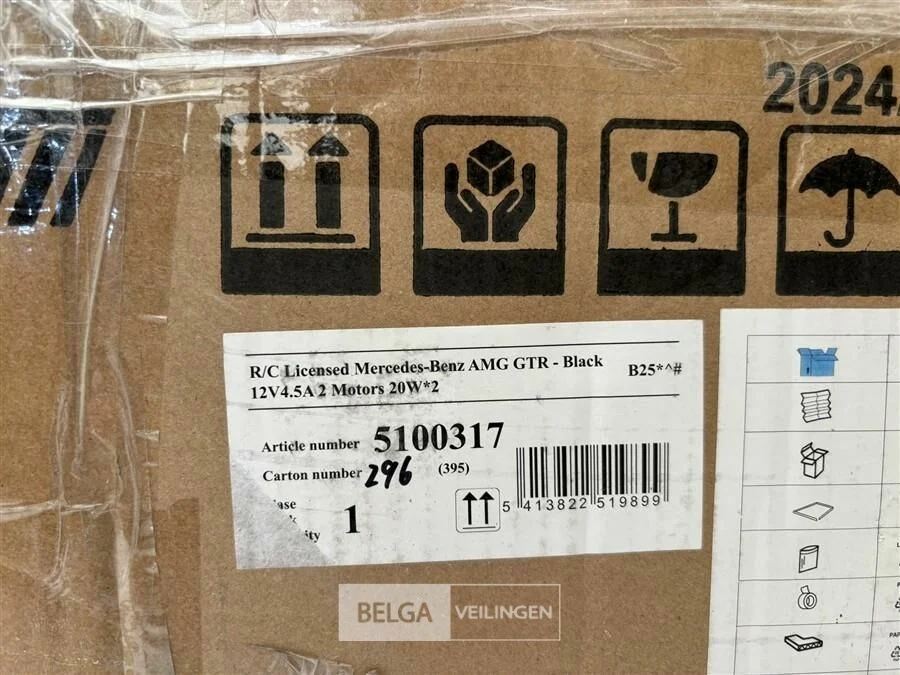 2024
R/C Licensed Mercedes-Benz AMG GTR - Black
12V4.5A 2 Motors 20W*2
B25*^#
Article number 5100317
Carton number 296 (395)
1
5 413822 519899
BELGA VEILINGEN